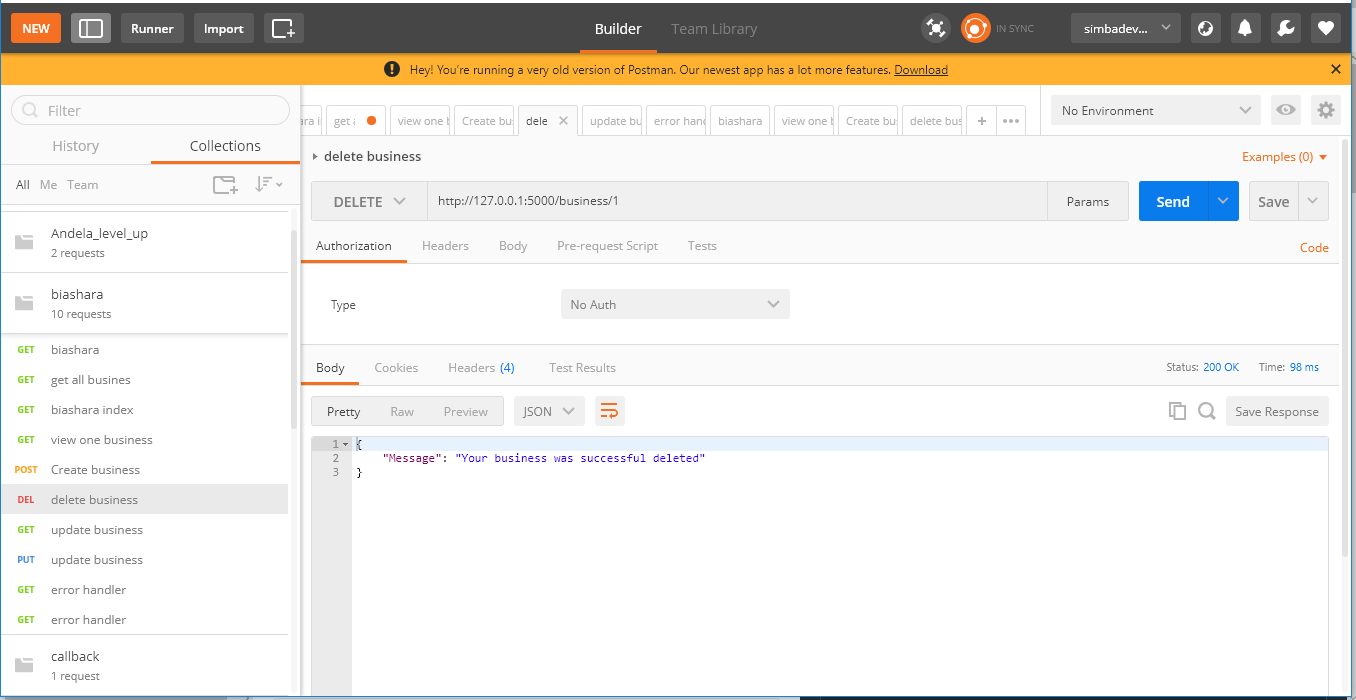 NEW Runner Import Builder Team Library IN SYNC simbadev...
Hey! You're running a very old version of Postman. Our newest app has a lot more features. Download
Filter
History Collections
All Me Team
Andela_level_up
2 requests
biashara
10 requests
GET biashara
GET get all busines
GET biashara index
GET view one business
POST Create business
DEL delete business
GET update business
PUT update business
GET error handler
GET error handler
callback
1 request
ara i get a view one b Create bu dele update bu error hand biashara view one b Create bu delete bus + •••
No Environment
delete business Examples (0)
DELETE http://127.0.0.1:5000/business/1 Params Send Save
Authorization Headers Body Pre-request Script Tests Code
Type No Auth
Body Cookies Headers (4) Test Results Status: 200 OK Time: 98 ms
Pretty Raw Preview JSON Save Response
1 {
2 "Message": "Your business was successful deleted"
3 }